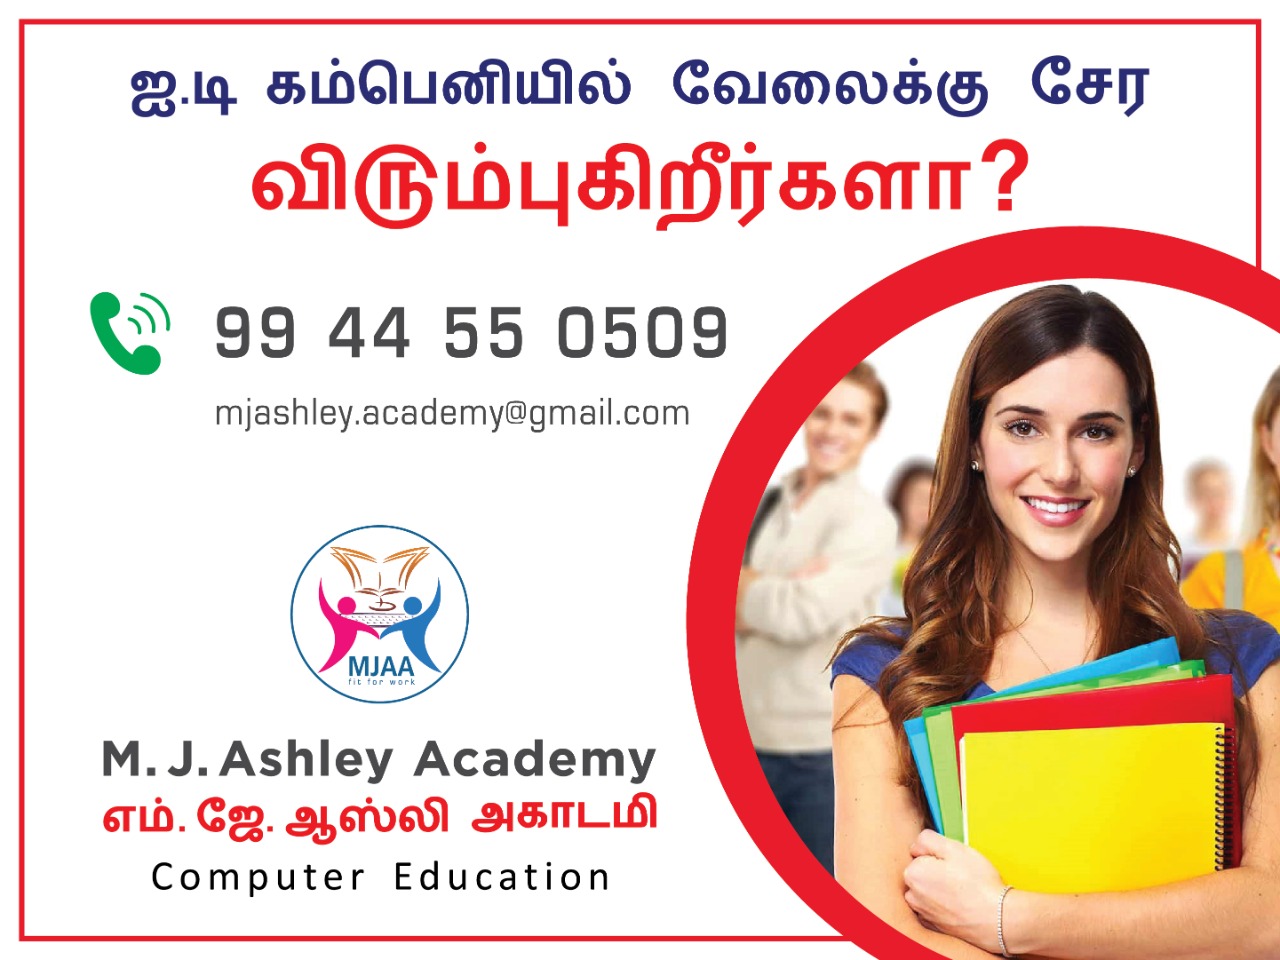 ஐ.டி கம்பெனியில் வேலைக்கு சேர
விரும்புகிறீர்களா?
99 44 55 0509
mjashley.academy@gmail.com
MJAA
fit for work
M. J. Ashley Academy
எம். ஜே. ஆஸ்லி அகாடமி
Computer Education